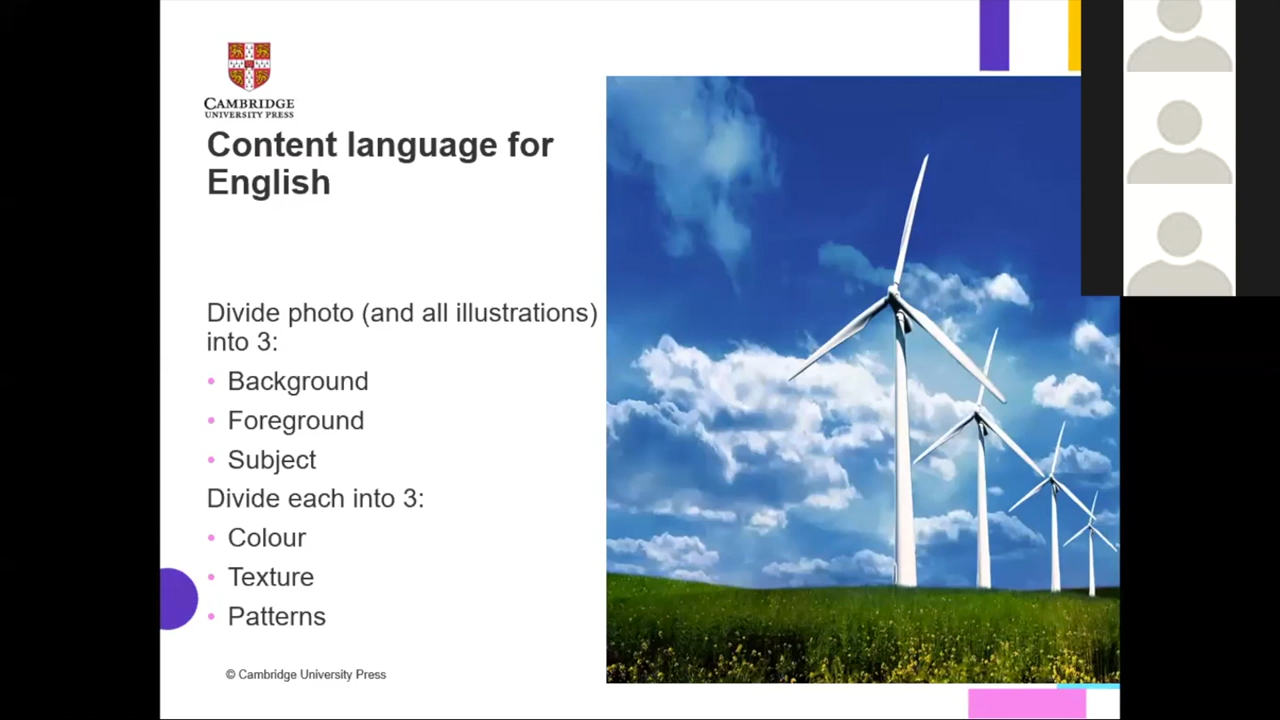 CAMBRIDGE
UNIVERSITY PRESS
Content language for
English
Divide photo (and all illustrations)
into 3:
• Background
• Foreground
• Subject
Divide each into 3:
• Colour
• Texture
• Patterns
© Cambridge University Press